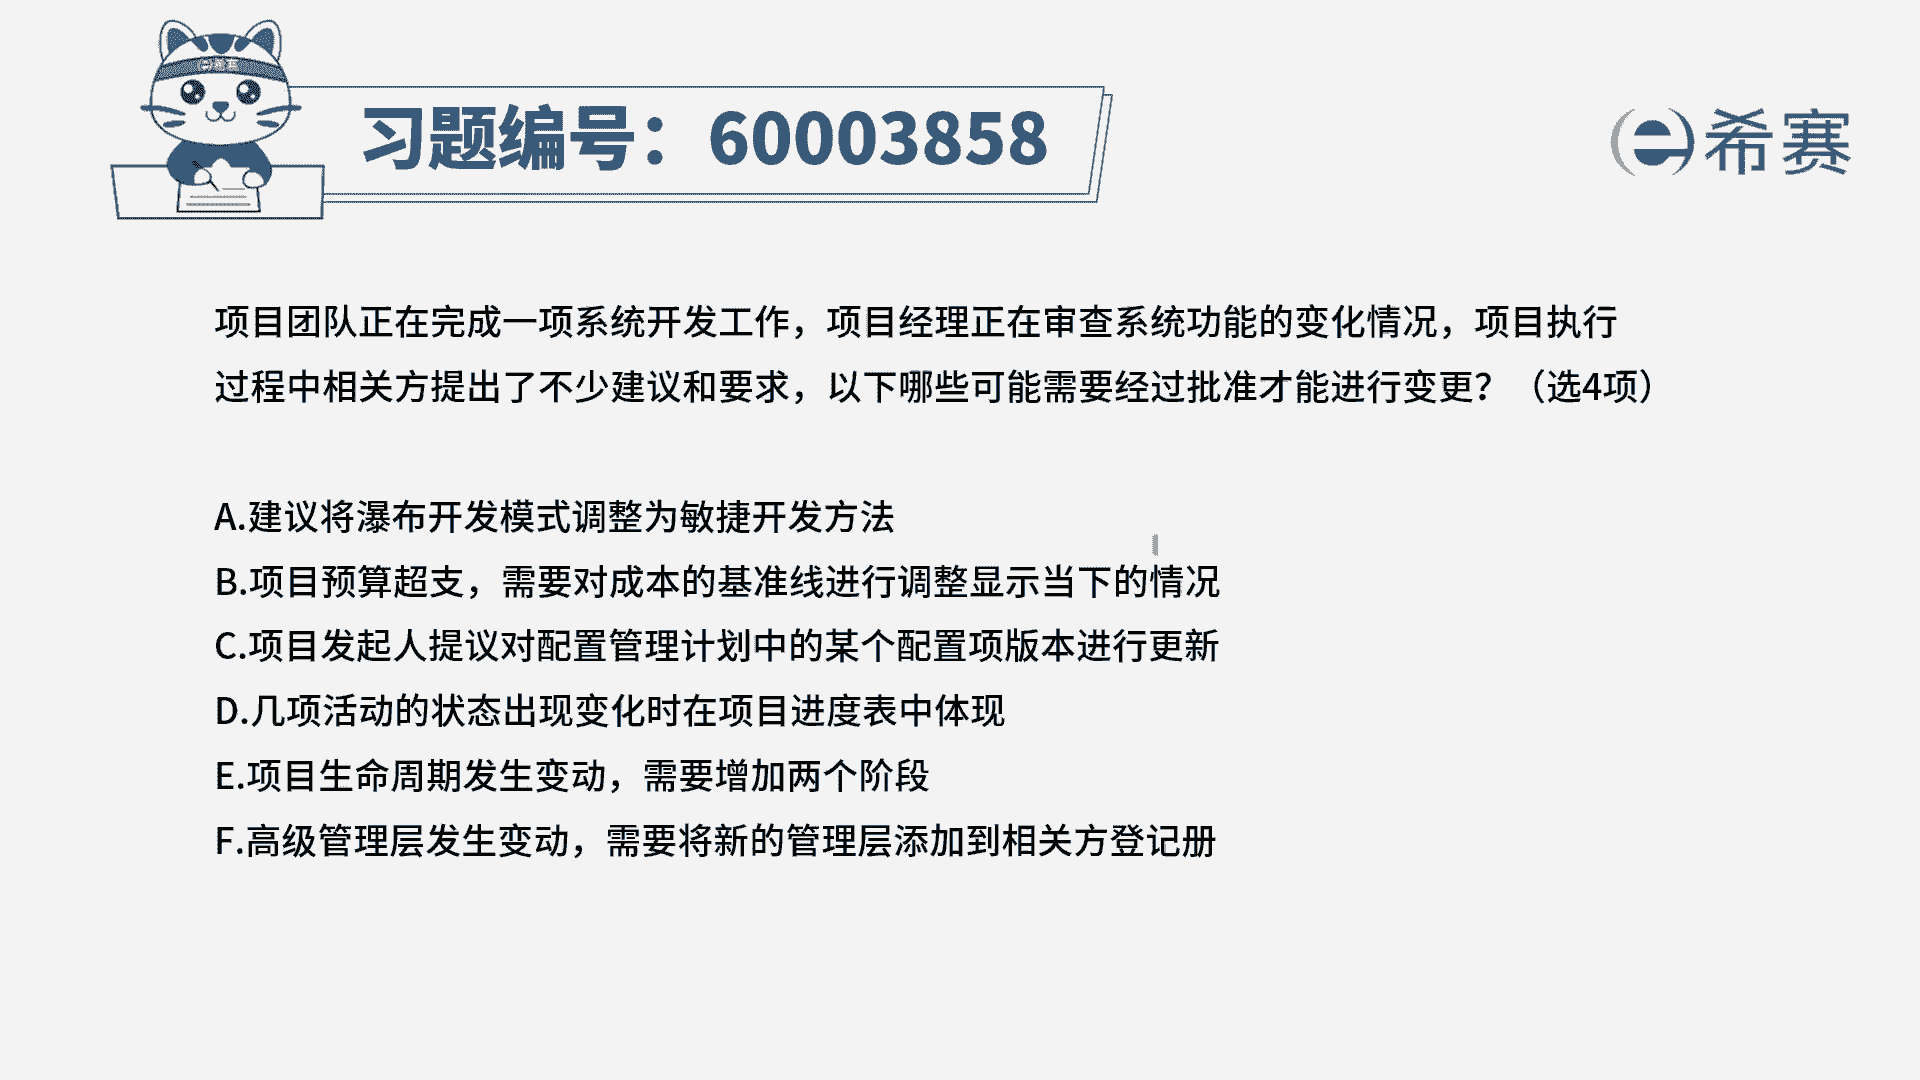 习题编号：60003858
希赛
项目团队正在完成一项系统开发工作，项目经理正在审查系统功能的变化情况，项目执行
过程中相关方提出了不少建议和要求，以下哪些可能需要经过批准才能进行变更？（选4项）
A.建议将瀑布开发模式调整为敏捷开发方法
B.项目预算超支，需要对成本的基准线进行调整显示当下的情况
C.项目发起人提议对配置管理计划中的某个配置项版本进行更新
D.几项活动的状态出现变化时在项目进度表中体现
E.项目生命周期发生变动，需要增加两个阶段
F.高级管理层发生变动，需要将新的管理层添加到相关方登记册